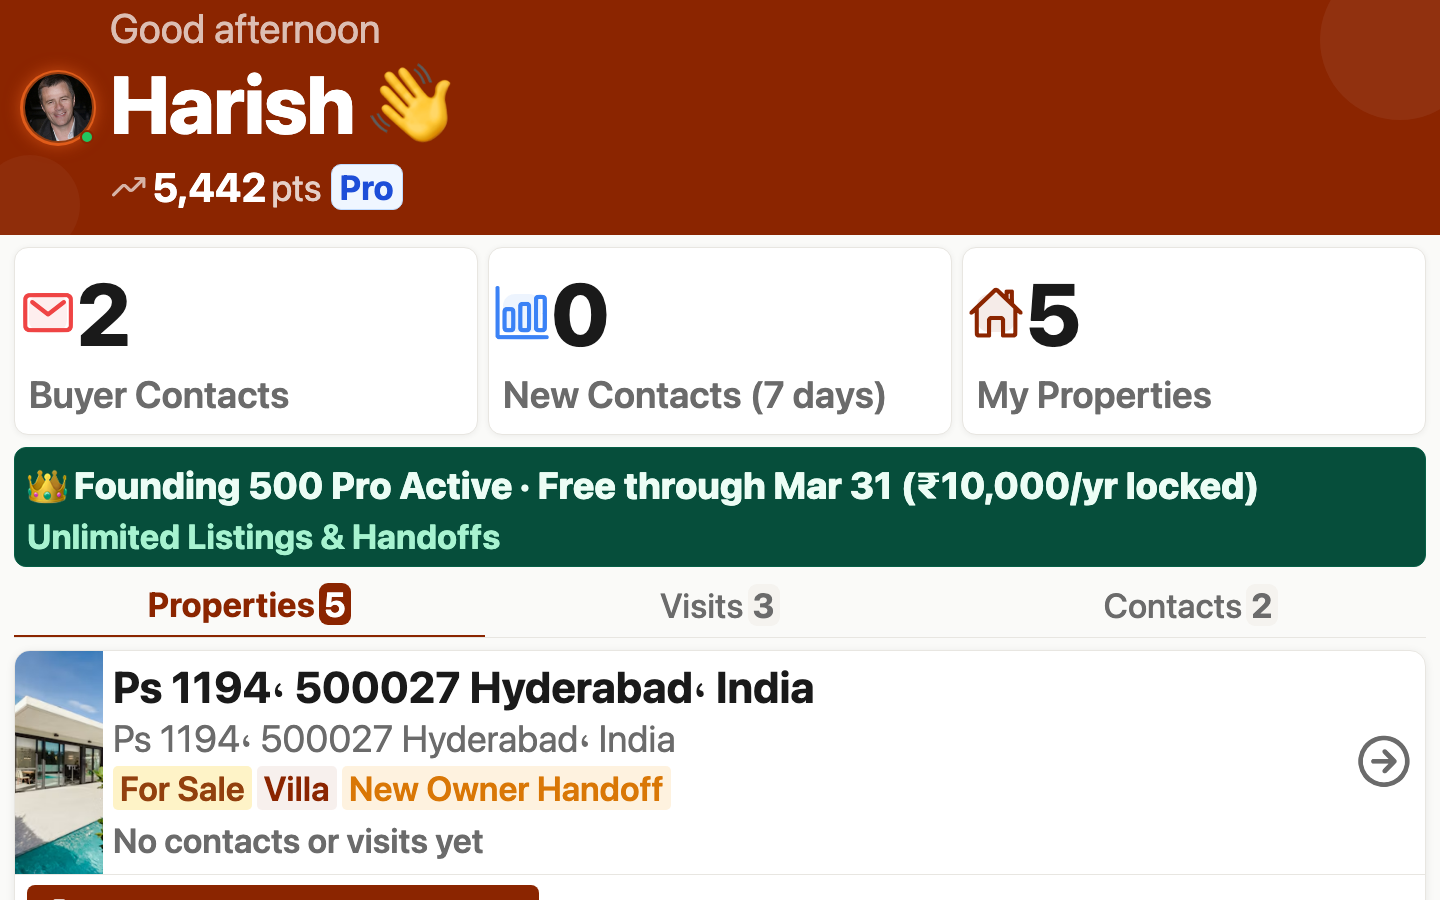 Good afternoon
Harish 👋
5,442 pts Pro
2
Buyer Contacts
0
New Contacts (7 days)
5
My Properties
👑 Founding 500 Pro Active · Free through Mar 31 (₹10,000/yr locked)
Unlimited Listings & Handoffs
Properties 5
Visits 3
Contacts 2
Ps 1194، 500027 Hyderabad، India
Ps 1194، 500027 Hyderabad، India
For Sale Villa New Owner Handoff
No contacts or visits yet